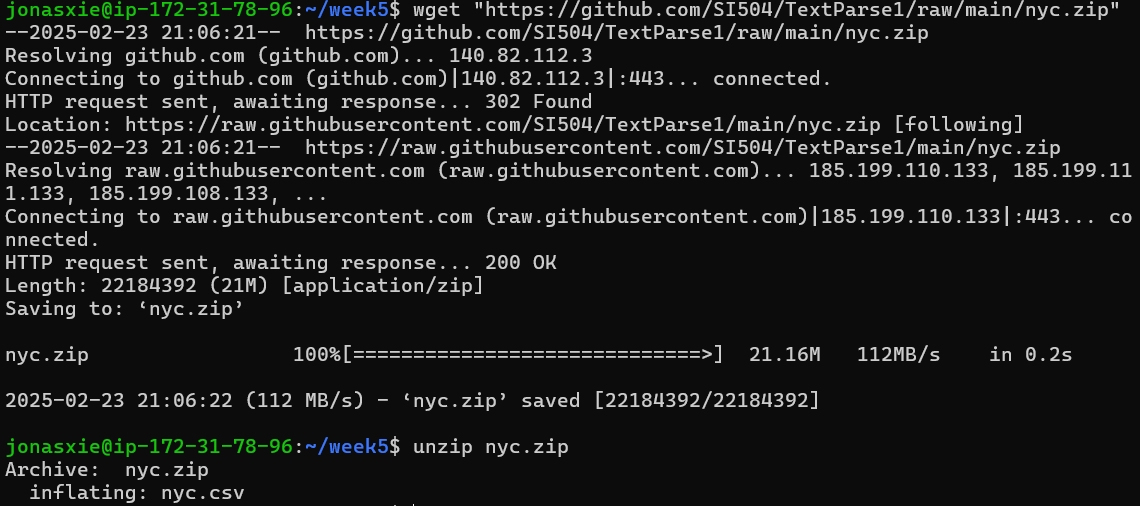 jonasxie@ip-172-31-78-96:~/week5$ wget "https://github.com/SI504/TextParse1/raw/main/nyc.zip"
--2025-02-23 21:06:21--  https://github.com/SI504/TextParse1/raw/main/nyc.zip
Resolving github.com (github.com)... 140.82.112.3
Connecting to github.com (github.com)|140.82.112.3|:443... connected.
HTTP request sent, awaiting response... 302 Found
Location: https://raw.githubusercontent.com/SI504/TextParse1/main/nyc.zip [following]
--2025-02-23 21:06:21--  https://raw.githubusercontent.com/SI504/TextParse1/main/nyc.zip
Resolving raw.githubusercontent.com (raw.githubusercontent.com)... 185.199.110.133, 185.199.11
1.133, 185.199.108.133, ...
Connecting to raw.githubusercontent.com (raw.githubusercontent.com)|185.199.110.133|:443... co
nnected.
HTTP request sent, awaiting response... 200 OK
Length: 22184392 (21M) [application/zip]
Saving to: ‘nyc.zip’
nyc.zip                 100%[=============================>]  21.16M   112MB/s    in 0.2s
2025-02-23 21:06:22 (112 MB/s) - ‘nyc.zip’ saved [22184392/22184392]
jonasxie@ip-172-31-78-96:~/week5$ unzip nyc.zip
Archive:  nyc.zip
  inflating: nyc.csv